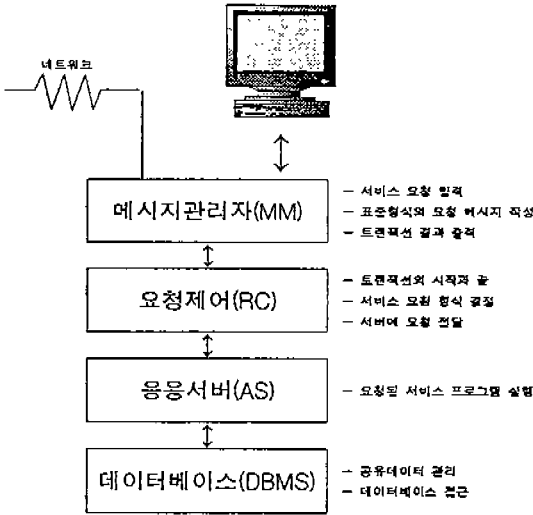 네트워크
메시지관리자(MM)
— 서비스 요청 입력
— 표준형식의 요청 메시지 작성
— 트랜잭션 결과 출력
요청제어(RC)
— 트랜잭션의 시작과 끝
— 서비스 요청 형식 결정
— 서버에 요청 전달
응용서버(AS)
— 요청된 서비스 프로그램 실행
데이터베이스(DBMS)
— 공유데이터 관리
— 데이터베이스 접근